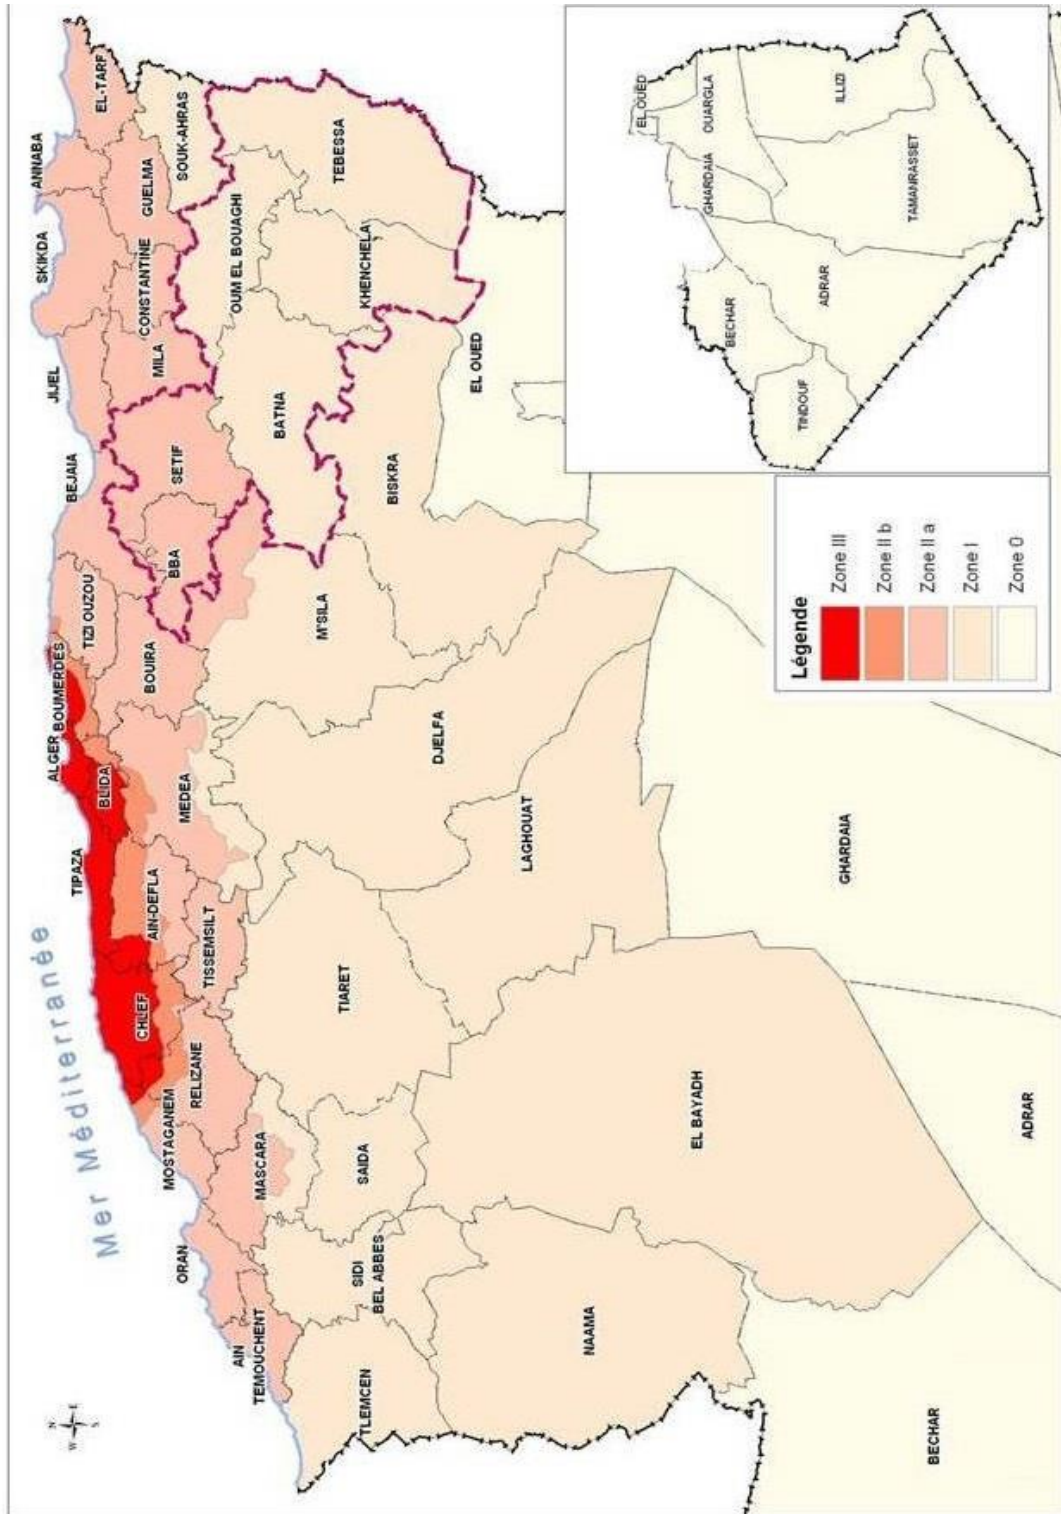 Mer Méditerranée
N
W E
S
EL-TARF
ANNABA
SOUK-AHRAS
GUELMA
SKIKDA
CONSTANTINE
MILA
JIJEL
BEJAIA
SETIF
BBA
TEBESSA
OUM EL BOUAGHI
KHENCHELA
BATNA
BISKRA
EL OUED
TIZI OUZOU
BOUMERDES
ALGER
BOUIRA
M'SILA
BLIDA
TIPAZA
MEDEA
DJELFA
LAGHOUAT
AIN-DEFLA
TISSEMSILT
CHLEF
TIARET
RELIZANE
MOSTAGANEM
MASCARA
SAIDA
ORAN
SIDI
BEL ABBES
AIN
TEMOUCHENT
TLEMCEN
NAAMA
EL BAYADH
GHARDAIA
ADRAR
BECHAR
Légende
Zone III
Zone II b
Zone II a
Zone I
Zone 0
EL OUED
OUARGLA
GHARDAIA
ILLIZI
TAMANRASSET
ADRAR
BECHAR
TINDOUF